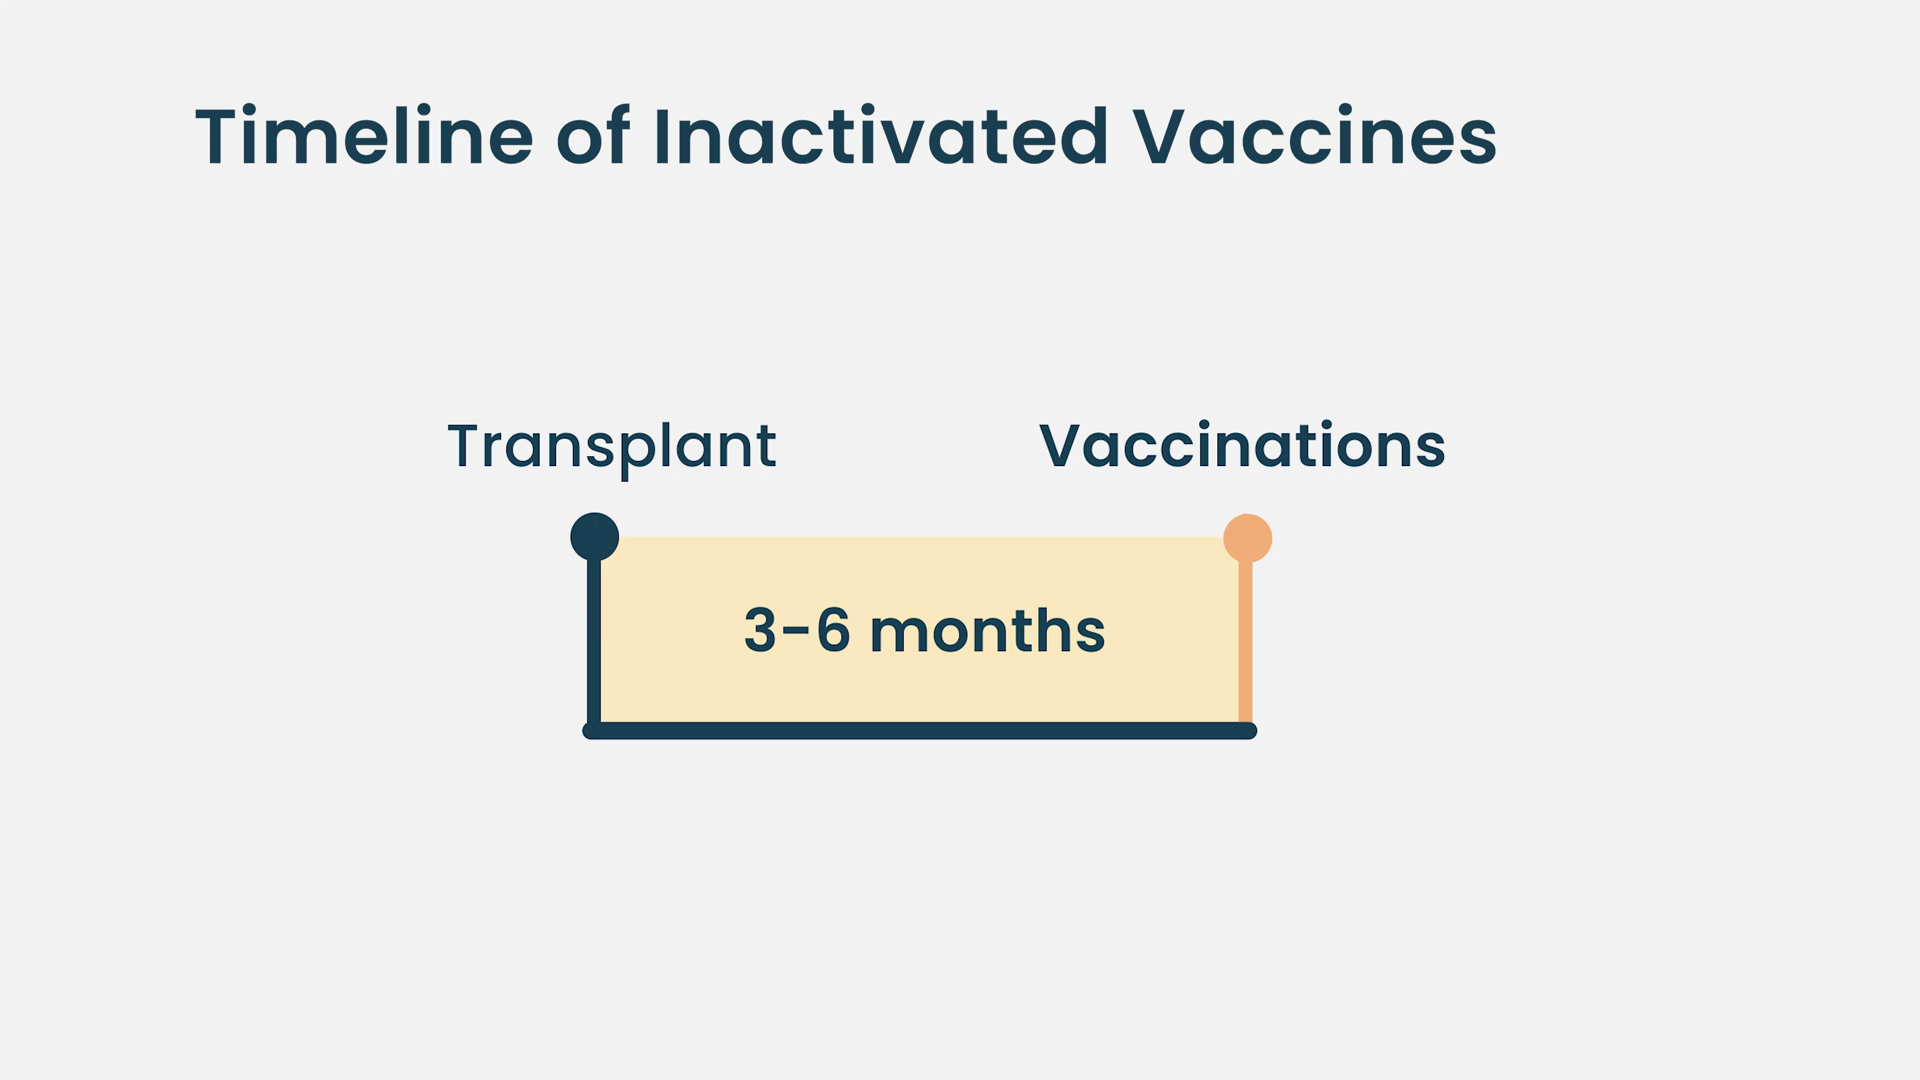 Timeline of Inactivated Vaccines
Transplant
Vaccinations
3-6 months